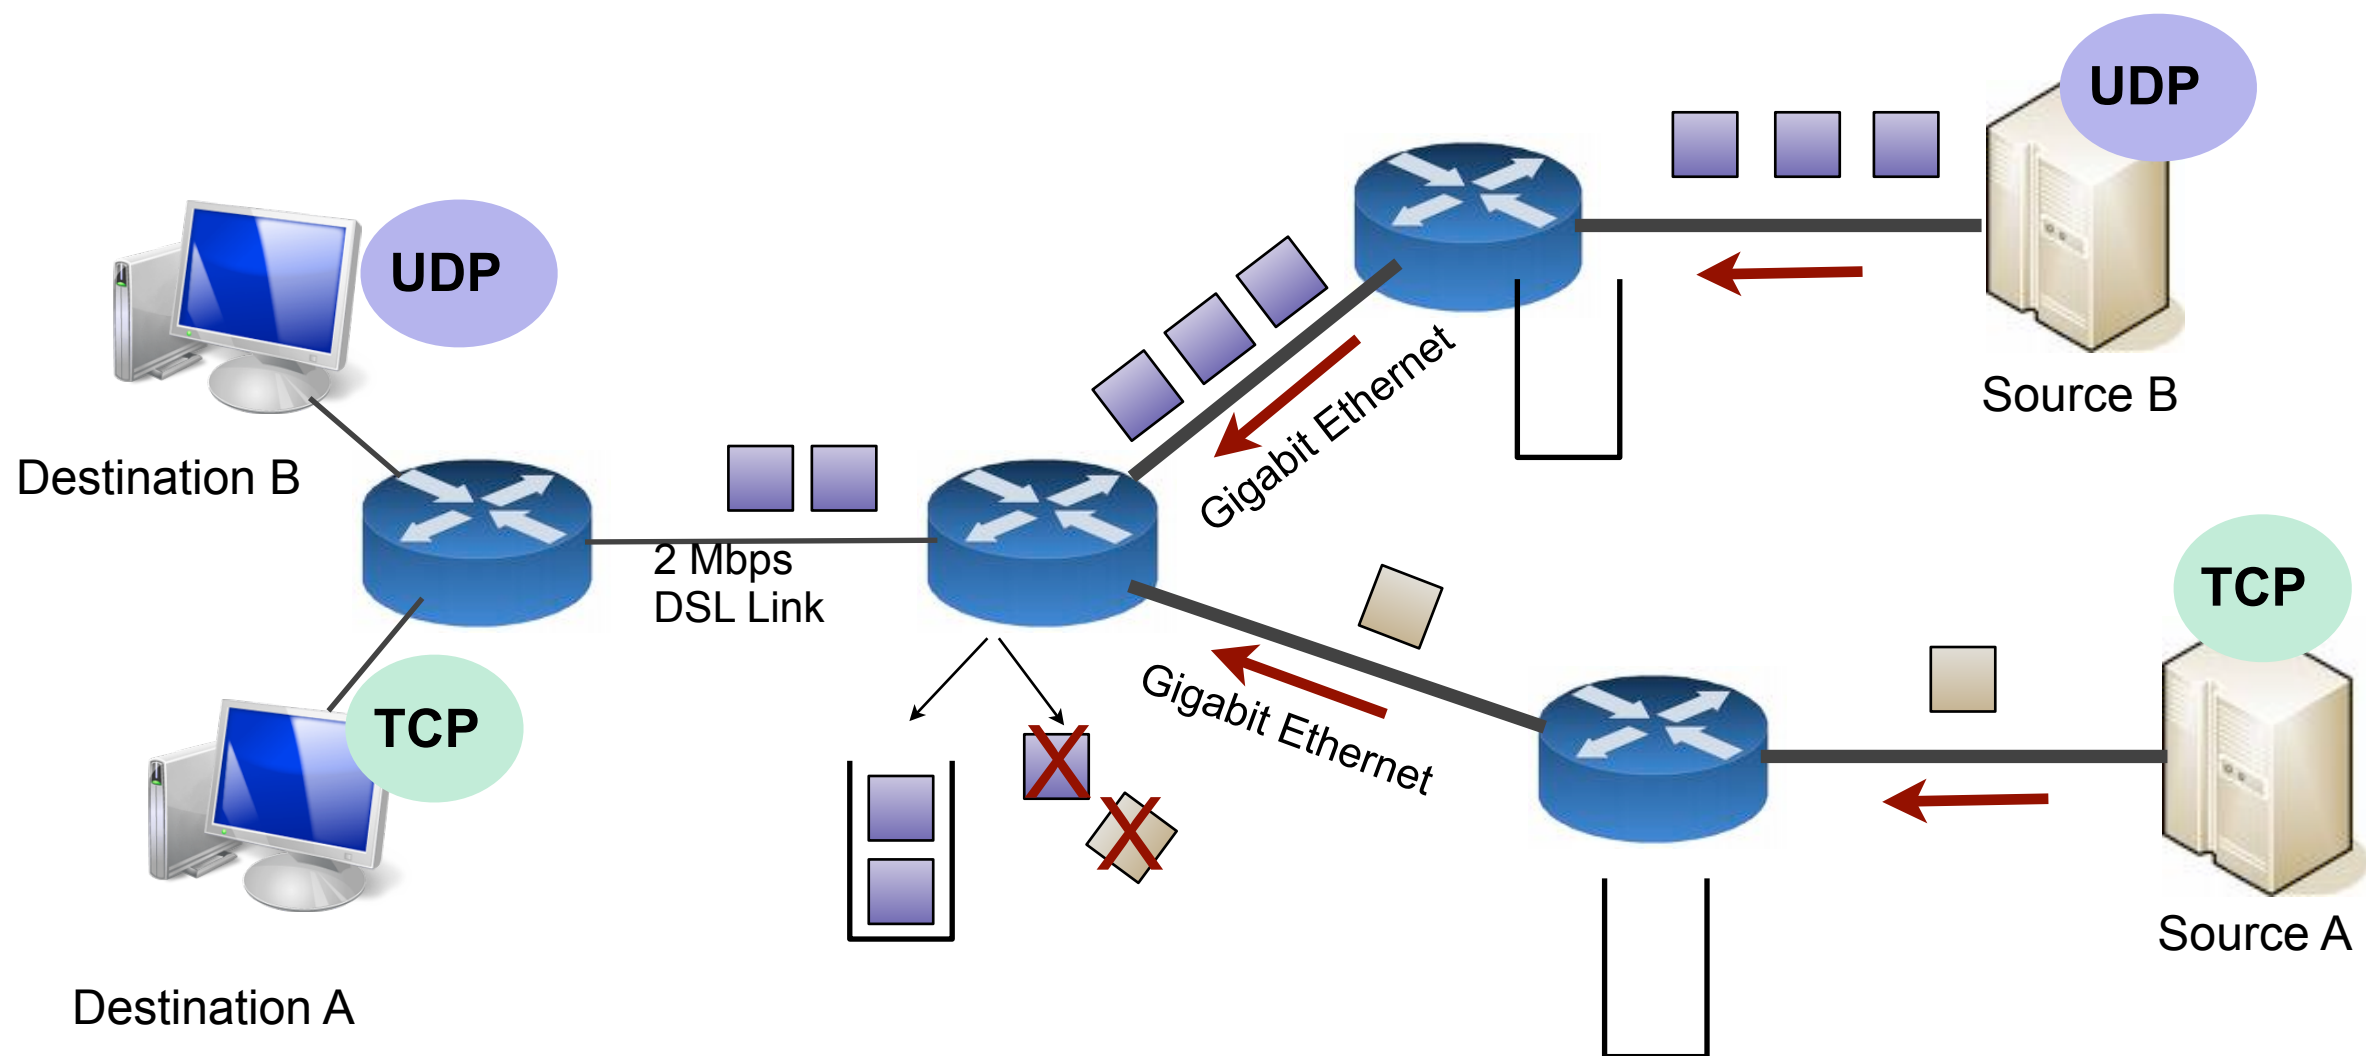 UDP
UDP
Source B
Destination B
Gigabit Ethernet
2 Mbps
DSL Link
TCP
TCP
Gigabit Ethernet
Source A
Destination A